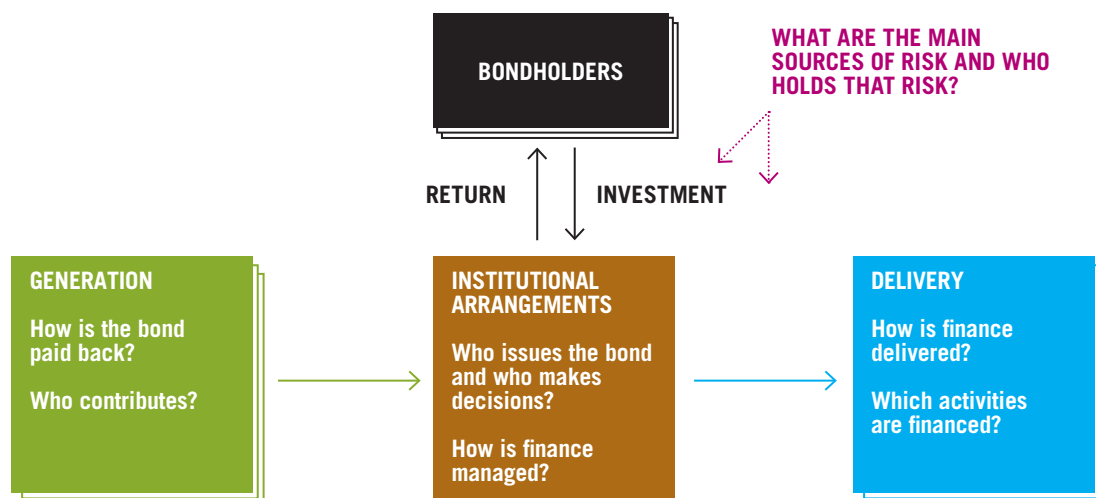 BONDHOLDERS
WHAT ARE THE MAIN
SOURCES OF RISK AND WHO
HOLDS THAT RISK?
RETURN
INVESTMENT
GENERATION
How is the bond
paid back?
Who contributes?
INSTITUTIONAL
ARRANGEMENTS
Who issues the bond
and who makes
decisions?
How is finance
managed?
DELIVERY
How is finance
delivered?
Which activities
are financed?